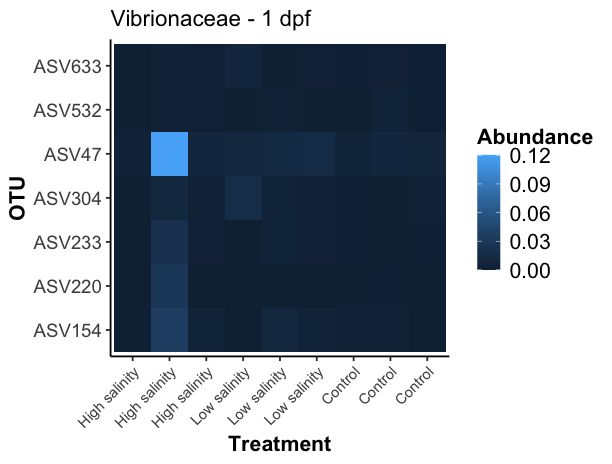 Vibrionaceae - 1 dpf
OTU
ASV633
ASV532
ASV47
ASV304
ASV233
ASV220
ASV154
High salinity
High salinity
High salinity
Low salinity
Low salinity
Low salinity
Control
Control
Control
Treatment
Abundance
0.12
0.09
0.06
0.03
0.00